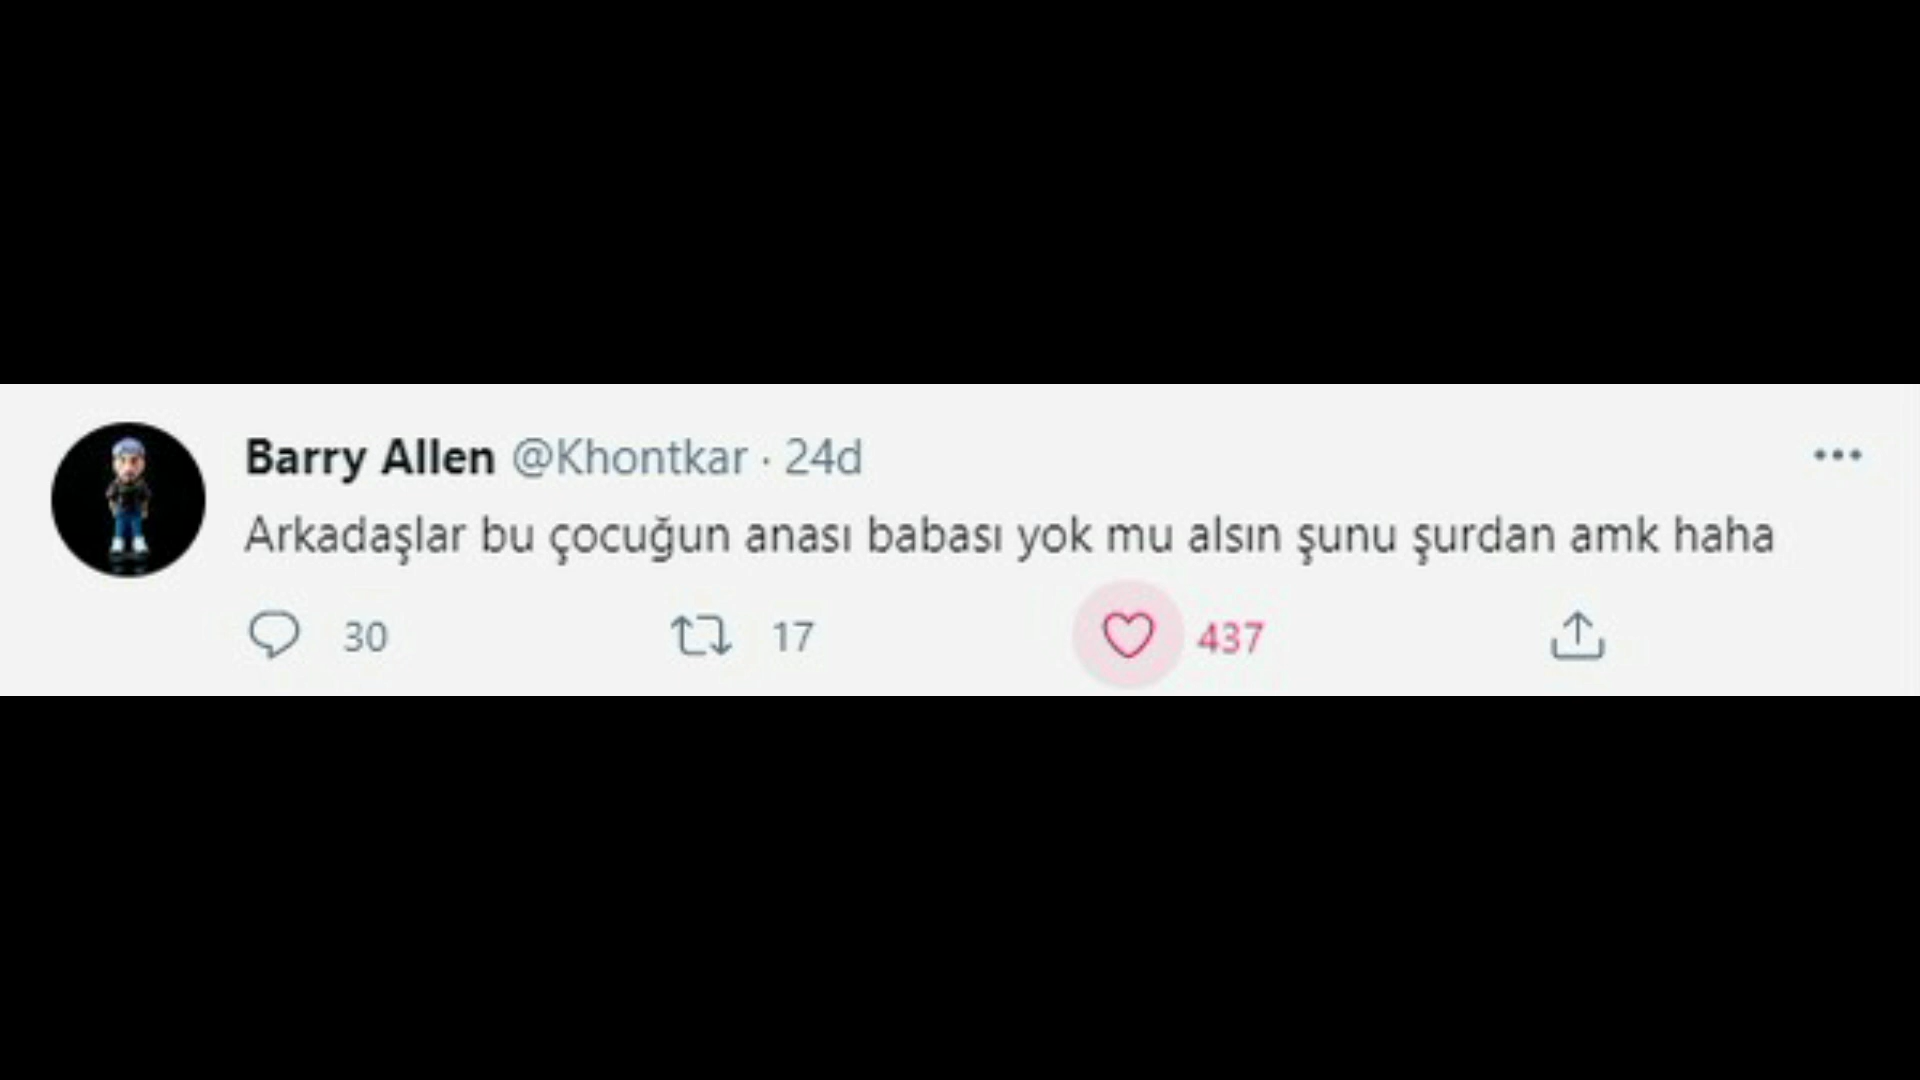 Barry Allen @Khontkar · 24d
Arkadaşlar bu çocuğun anası babası yok mu alsın şunu şurdan amk haha
30 17 437